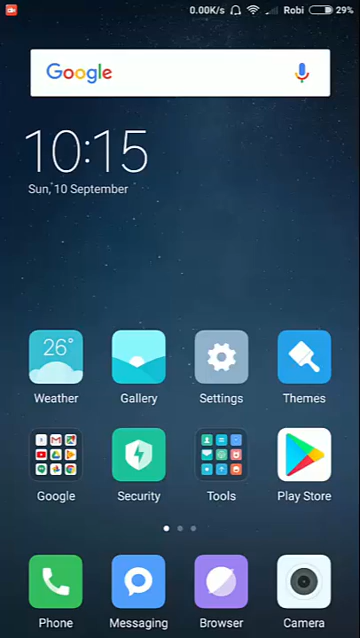 0.00K/s Robi 29%
Google
10:15
Sun, 10 September
26°
Weather Gallery Settings Themes
Google Security Tools Play Store
Phone Messaging Browser Camera